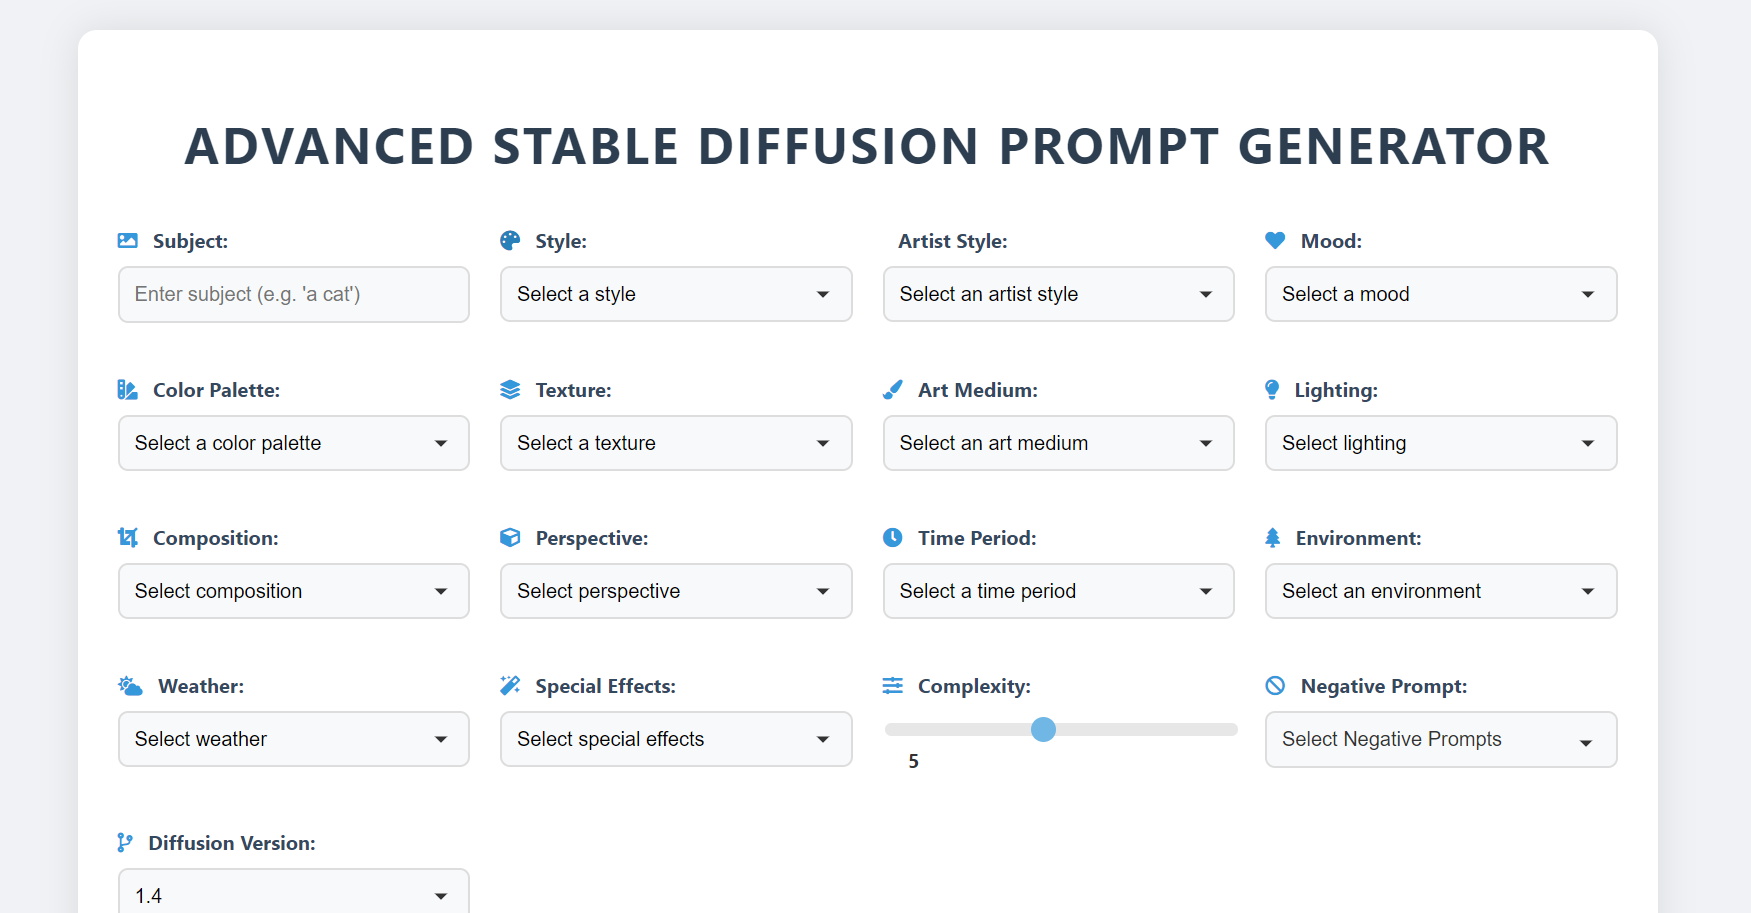 ADVANCED STABLE DIFFUSION PROMPT GENERATOR
Subject:
Enter subject (e.g. 'a cat')
Style:
Select a style
Artist Style:
Select an artist style
Mood:
Select a mood
Color Palette:
Select a color palette
Texture:
Select a texture
Art Medium:
Select an art medium
Lighting:
Select lighting
Composition:
Select composition
Perspective:
Select perspective
Time Period:
Select a time period
Environment:
Select an environment
Weather:
Select weather
Special Effects:
Select special effects
Complexity:
5
Negative Prompt:
Select Negative Prompts
Diffusion Version:
1.4